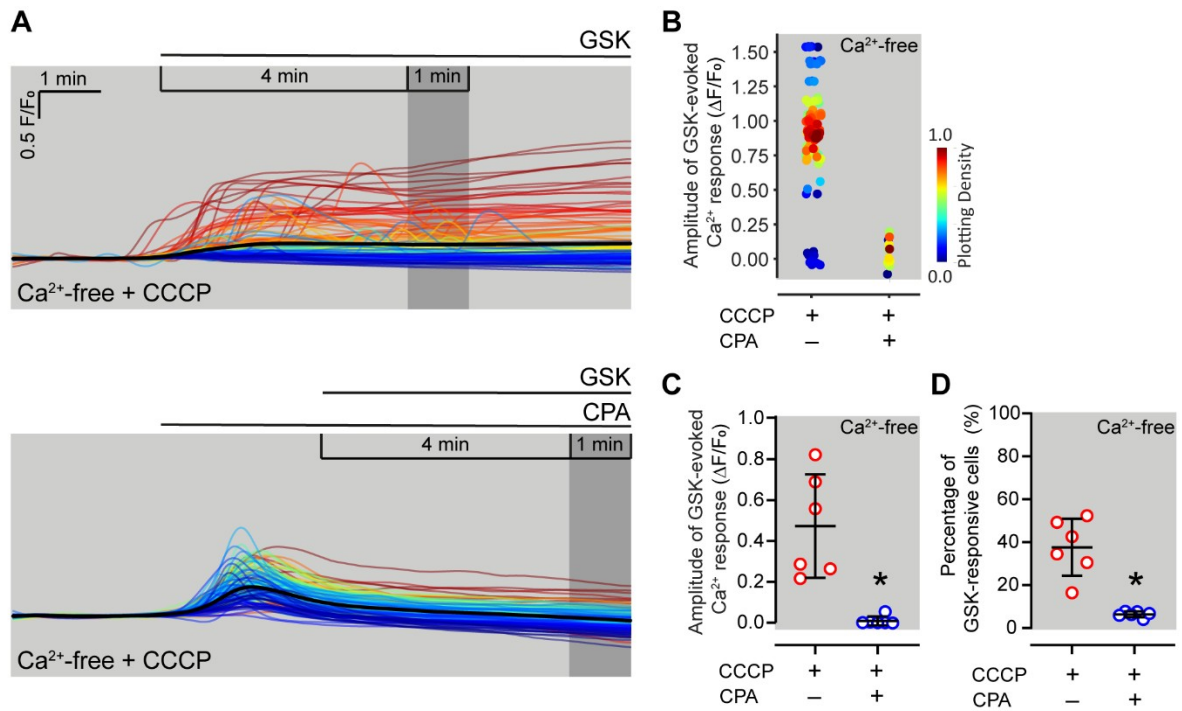 A
GSK
1 min
4 min
1 min
0.5 F/F₀
Ca²⁺-free + CCCP
GSK
CPA
4 min
1 min
Ca²⁺-free + CCCP
B
Ca²⁺-free
Amplitude of GSK-evoked
Ca²⁺ response (ΔF/F₀)
1.50
1.25
1.00
0.75
0.50
0.25
0.00
1.0
0.0
Plotting Density
CCCP + +
CPA – +
C
Ca²⁺-free
Amplitude of GSK-evoked
Ca²⁺ response (ΔF/F₀)
1.0
0.8
0.6
0.4
0.2
0.0
*
CCCP + +
CPA – +
D
Ca²⁺-free
Percentage of
GSK-responsive cells (%)
100
80
60
40
20
0
*
CCCP + +
CPA – +